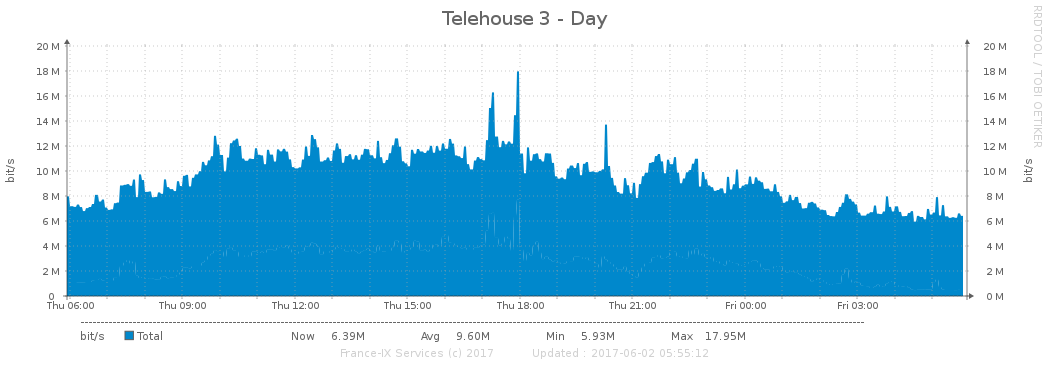 Telehouse 3 - Day
RRDTOOL / TOBI OETIKER
bit/s
bit/s
20 M 20 M
18 M 18 M
16 M 16 M
14 M 14 M
12 M 12 M
10 M 10 M
8 M 8 M
6 M 6 M
4 M 4 M
2 M 2 M
0 0 M
Thu 06:00 Thu 09:00 Thu 12:00 Thu 15:00 Thu 18:00 Thu 21:00 Fri 00:00 Fri 03:00
bit/s Total Now 6.39M Avg 9.60M Min 5.93M Max 17.95M
France-IX Services (c) 2017 Updated : 2017-06-02 05:55:12